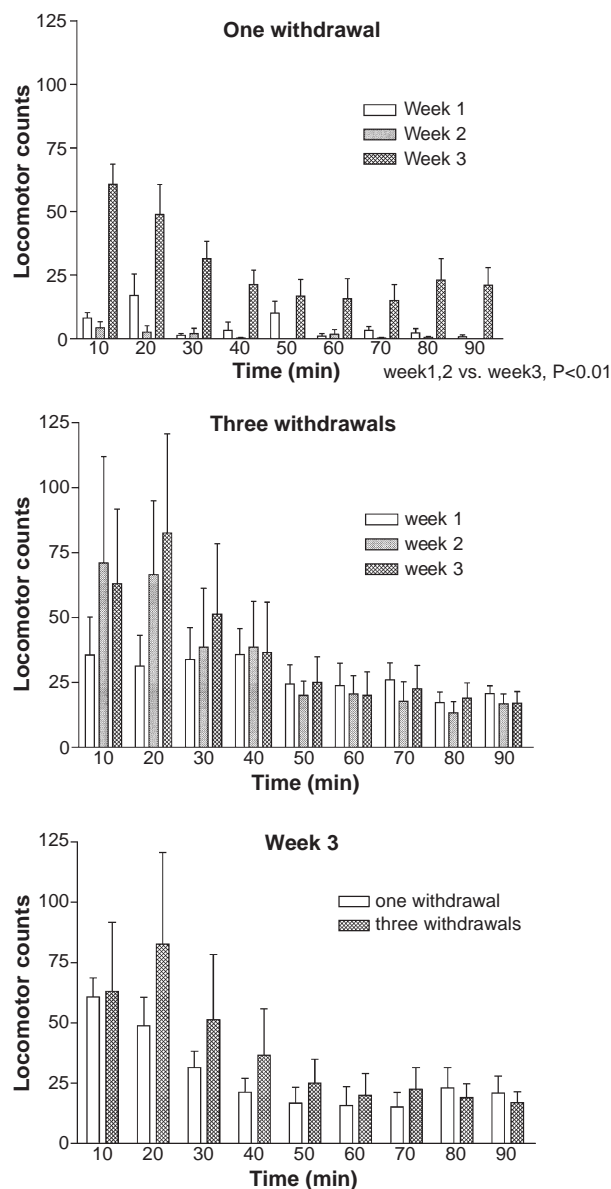 One withdrawal
125
100
75
50
25
0
Locomotor counts
Week 1
Week 2
Week 3
10 20 30 40 50 60 70 80 90
Time (min)
week1,2 vs. week3, P<0.01
Three withdrawals
125
100
75
50
25
0
Locomotor counts
week 1
week 2
week 3
10 20 30 40 50 60 70 80 90
Time (min)
Week 3
125
100
75
50
25
0
Locomotor counts
one withdrawal
three withdrawals
10 20 30 40 50 60 70 80 90
Time (min)